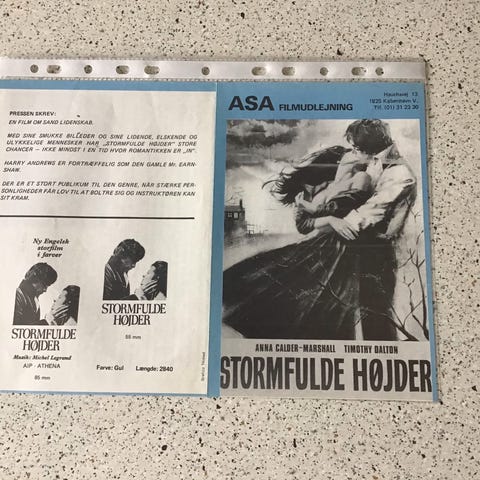 PRESSEN SKREV:
EN FILM OM SAND LIDENSKAB.
MED SINE SMUKKE BILLEDER OG SINE LIDENDE, ELSKENDE OG
ULYKKELIGE MENNESKER HAR „STORMFULDE HØJDER" STORE
CHANCER – IKKE MINDST I EN TID HVOR ROMANTIKKEN ER „IN".
HARRY ANDREWS ER FORTRÆFFELIG SOM DEN GAMLE Mr. EARN-
SHAW.
DER ER ET STORT PUBLIKUM TIL DEN GENRE, NÅR STÆRKE PER-
SONLIGHEDER FÅR LOV TIL AT BOLTRE SIG OG INSTRUKTØREN KAN
SIT KRAM.
Ny Engelsk
storfilm
i farver
STORMFULDE
HØJDER
Musik: Michel Legrand
AIP - ATHENA
85 mm
STORMFULDE
HØJDER
55 mm
Farve: Gul
Længde: 2840
ASA FILMUDLEJNING
Hauchsvej 13
1825 København V.
Tlf. (01) 31 23 30
ANNA CALDER-MARSHALL TIMOTHY DALTON
STORMFULDE HØJDER